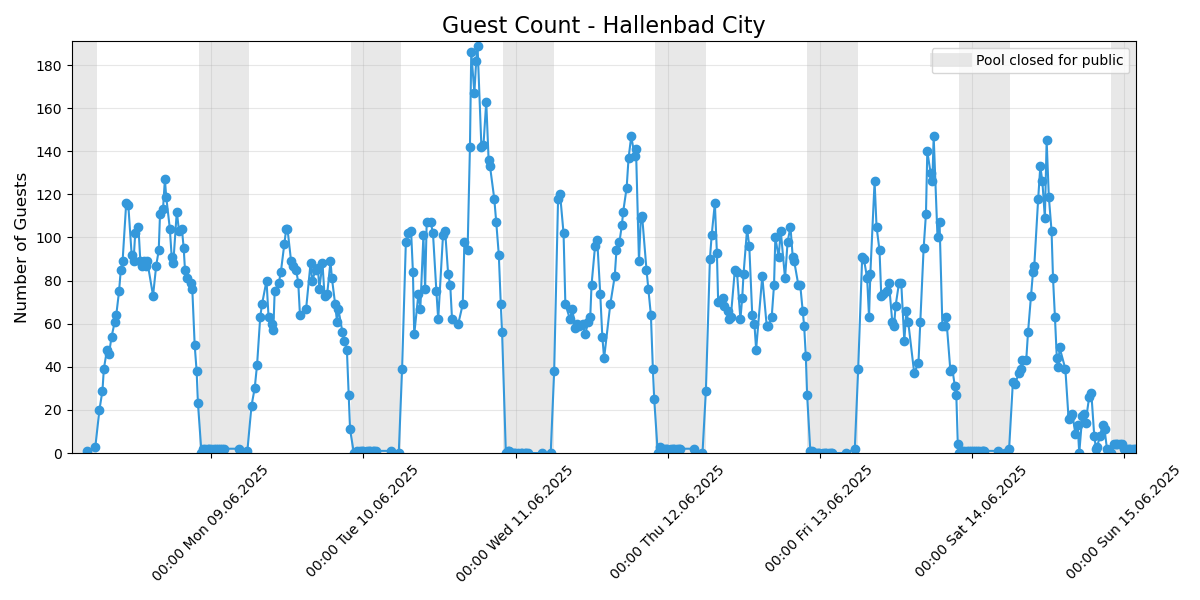 Guest Count - Hallenbad City
Pool closed for public
Number of Guests
180
160
140
120
100
80
60
40
20
0
00:00 Mon 09.06.2025
00:00 Tue 10.06.2025
00:00 Wed 11.06.2025
00:00 Thu 12.06.2025
00:00 Fri 13.06.2025
00:00 Sat 14.06.2025
00:00 Sun 15.06.2025